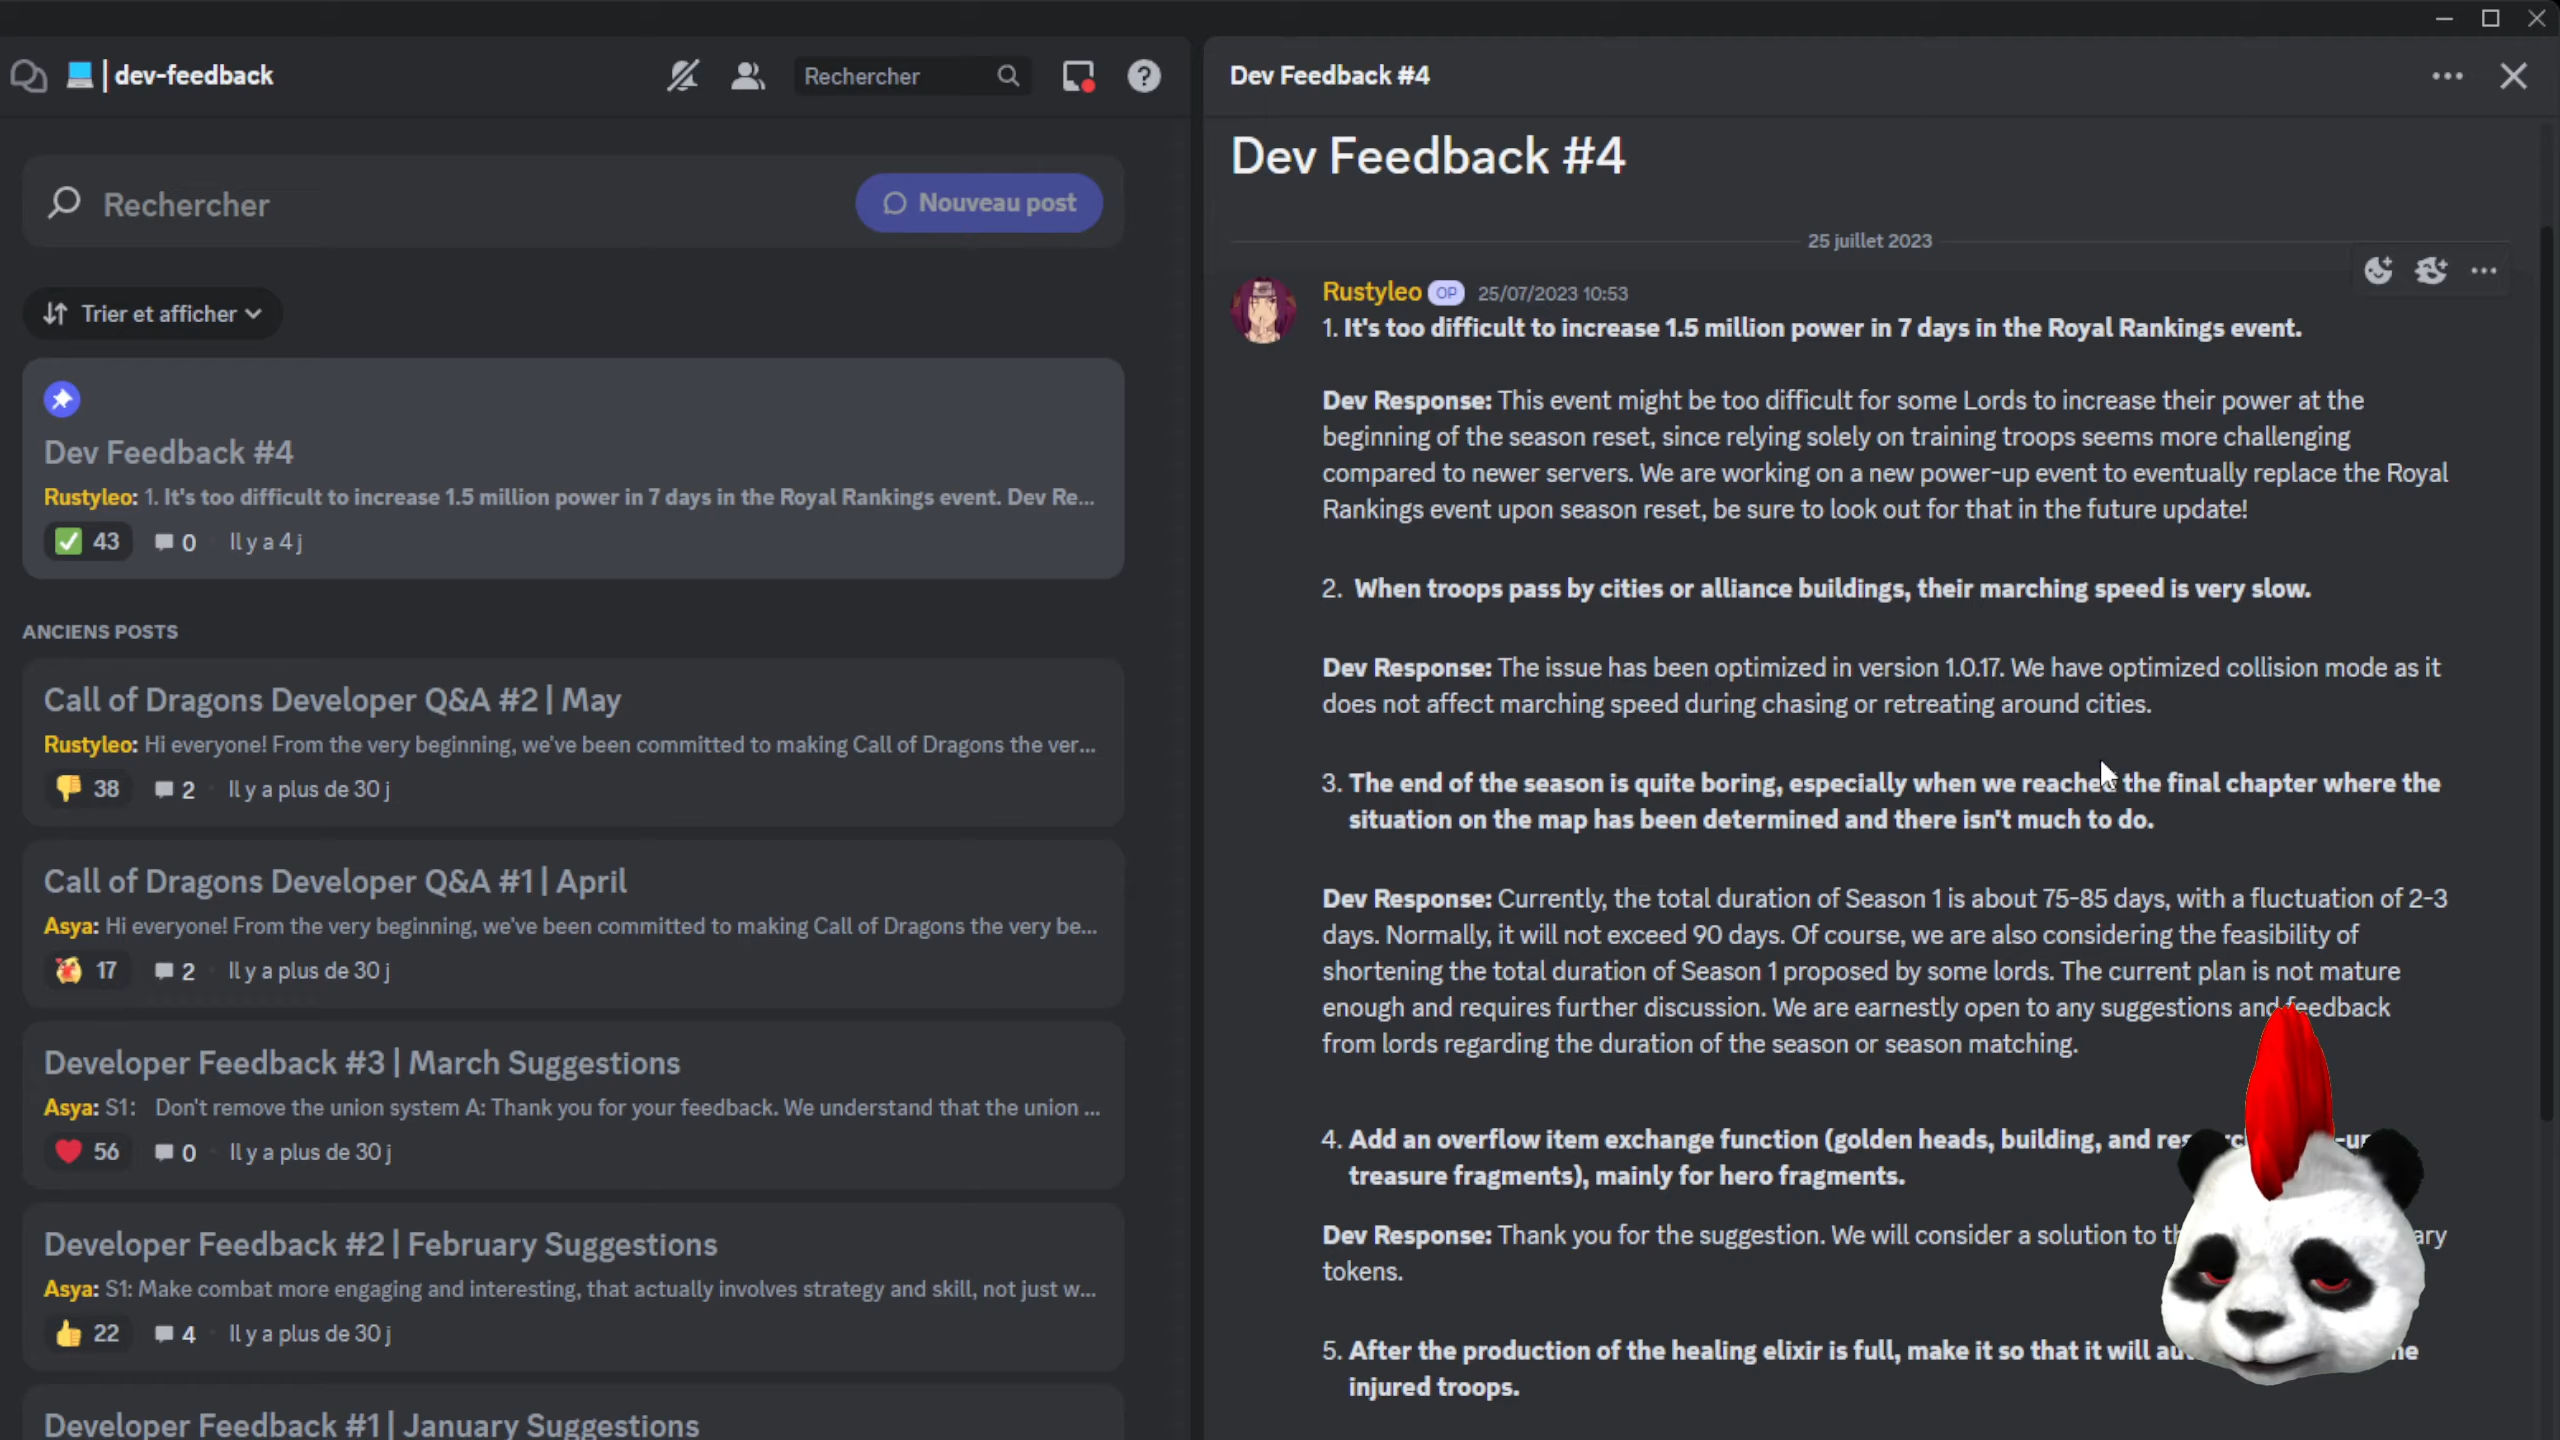 dev-feedback
Rechercher
Rechercher
Nouveau post
Trier et afficher
Dev Feedback #4
Rustyleo: 1. It's too difficult to increase 1.5 million power in 7 days in the Royal Rankings event. Dev Re...
43
0
Il y a 4 j
ANCIENS POSTS
Call of Dragons Developer Q&A #2 | May
Rustyleo: Hi everyone! From the very beginning, we've been committed to making Call of Dragons the ver...
38
2
Il y a plus de 30 j
Call of Dragons Developer Q&A #1 | April
Asya: Hi everyone! From the very beginning, we've been committed to making Call of Dragons the very be...
17
2
Il y a plus de 30 j
Developer Feedback #3 | March Suggestions
Asya: S1: Don't remove the union system A: Thank you for your feedback. We understand that the union ...
56
0
Il y a plus de 30 j
Developer Feedback #2 | February Suggestions
Asya: S1: Make combat more engaging and interesting, that actually involves strategy and skill, not just w...
22
4
Il y a plus de 30 j
Developer Feedback #1 | January Suggestions
Dev Feedback #4
Dev Feedback #4
25 juillet 2023
Rustyleo OP 25/07/2023 10:53
1. It's too difficult to increase 1.5 million power in 7 days in the Royal Rankings event.
Dev Response: This event might be too difficult for some Lords to increase their power at the
beginning of the season reset, since relying solely on training troops seems more challenging
compared to newer servers. We are working on a new power-up event to eventually replace the Royal
Rankings event upon season reset, be sure to look out for that in the future update!
2. When troops pass by cities or alliance buildings, their marching speed is very slow.
Dev Response: The issue has been optimized in version 1.0.17. We have optimized collision mode as it
does not affect marching speed during chasing or retreating around cities.
3. The end of the season is quite boring, especially when we reached the final chapter where the
situation on the map has been determined and there isn't much to do.
Dev Response: Currently, the total duration of Season 1 is about 75-85 days, with a fluctuation of 2-3
days. Normally, it will not exceed 90 days. Of course, we are also considering the feasibility of
shortening the total duration of Season 1 proposed by some lords. The current plan is not mature
enough and requires further discussion. We are earnestly open to any suggestions and feedback
from lords regarding the duration of the season or season matching.
4. Add an overflow item exchange function (golden heads, building, and
treasure fragments), mainly for hero fragments.
Dev Response: Thank you for the suggestion. We will consider a solution to
tokens.
5. After the production of the healing elixir is full, make it so that it will
injured troops.